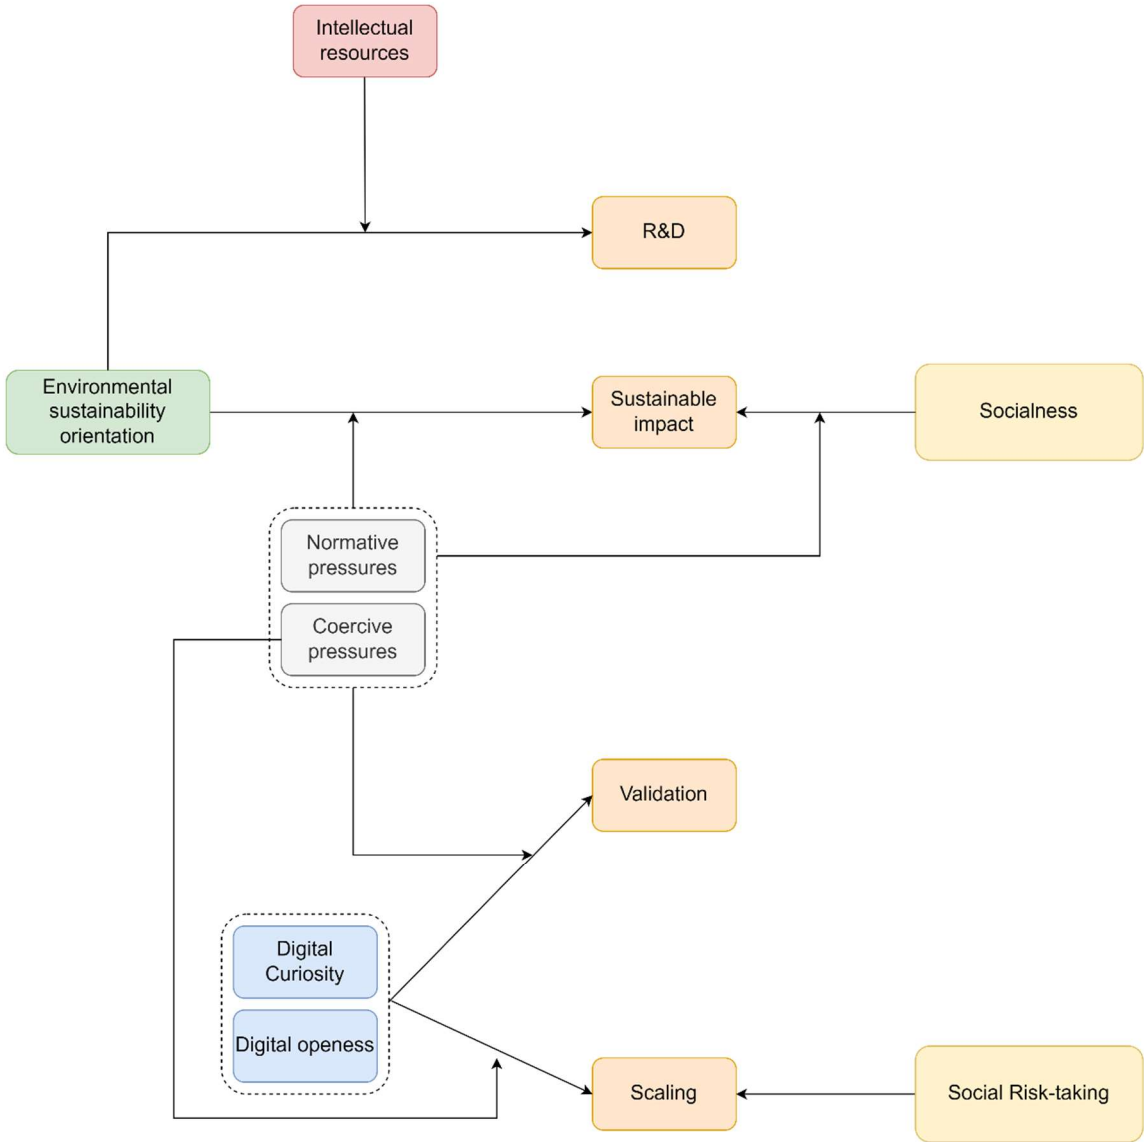 Intellectual
resources
R&D
Environmental
sustainability
orientation
Sustainable
impact
Socialness
Normative
pressures
Coercive
pressures
Validation
Digital
Curiosity
Digital openess
Scaling
Social Risk-taking